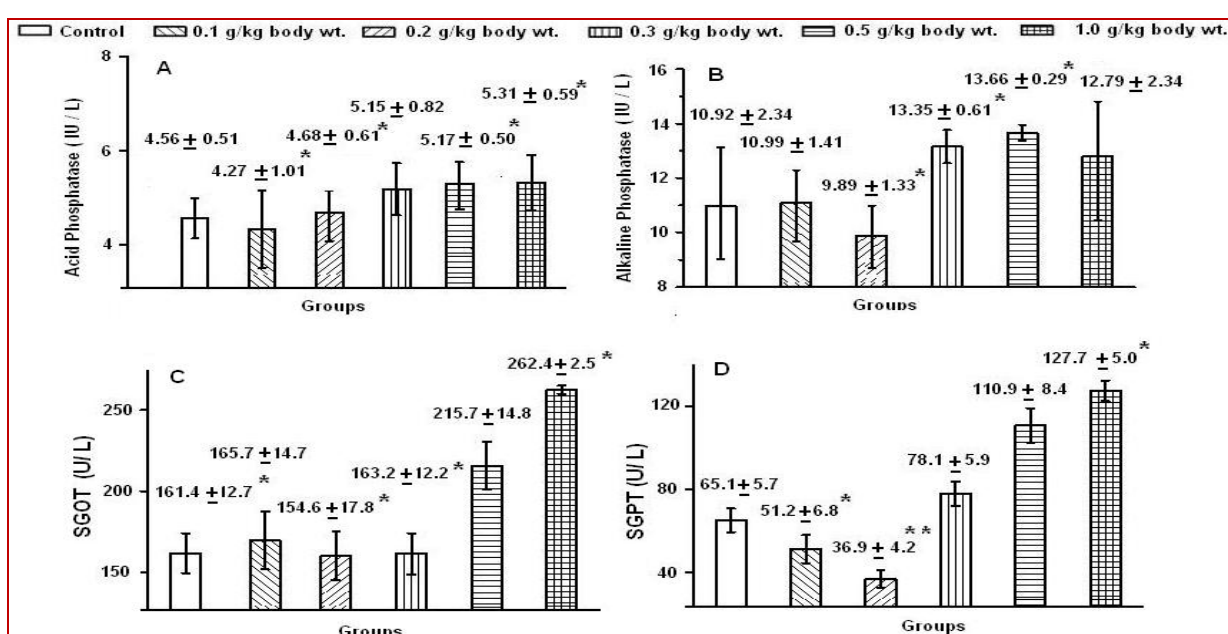 Control 0.1 g/kg body wt. 0.2 g/kg body wt. 0.3 g/kg body wt. 0.5 g/kg body wt. 1.0 g/kg body wt.
A
Acid Phosphatase (IU / L)
8
6
4
4.56 ± 0.51
4.27 ± 1.01 *
4.68 ± 0.61 *
5.15 ± 0.82
5.17 ± 0.50 *
5.31 ± 0.59 *
Groups
B
Alkaline Phosphatase (IU / L)
16
14
12
10
8
10.92 ± 2.34
10.99 ± 1.41
9.89 ± 1.33 *
13.35 ± 0.61 *
13.66 ± 0.29 *
12.79 ± 2.34
Groups
C
SGOT (U/L)
250
200
150
161.4 ± 12.7
165.7 ± 14.7
*
154.6 ± 17.8 *
163.2 ± 12.2 *
215.7 ± 14.8
262.4 ± 2.5 *
Groups
D
SGPT (U/L)
120
80
40
65.1 ± 5.7
51.2 ± 6.8 *
36.9 ± 4.2 * *
78.1 ± 5.9
110.9 ± 8.4
127.7 ± 5.0 *
Groups